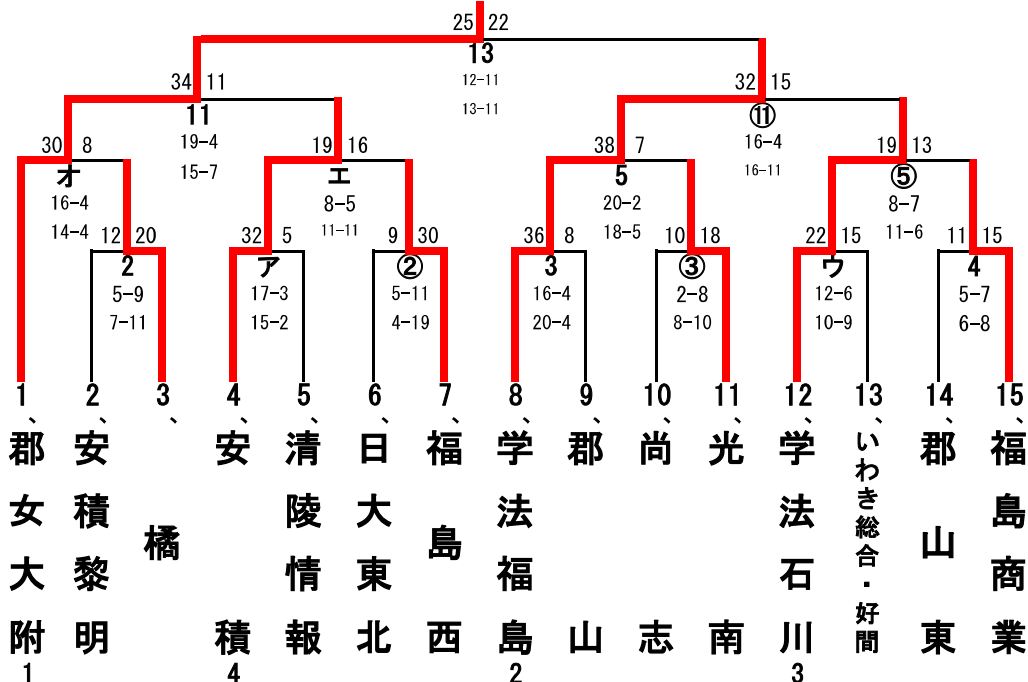 25 22
13
12-11
13-11
34 11
11
19-4
15-7
32 15
⑪
16-4
16-11
30 8
オ
16-4
14-4
19 16
エ
8-5
11-11
38 7
5
20-2
18-5
19 13
⑤
8-7
11-6
12 20
2
5-9
7-11
32 5
ア
17-3
15-2
9 30
②
5-11
4-19
36 8
3
16-4
20-4
10 18
③
2-8
8-10
22 15
ウ
12-6
10-9
11 15
4
5-7
6-8
1、郡女大附
2、安積黎明
3、橘
4、安積
5、清陵情報
6、日大東北
7、福島西
8、学法福島
9、郡山
10、尚志
11、光南
12、学法石川
13、いわき総合・好間
14、郡山東
15、福島商業
1
4
2
3